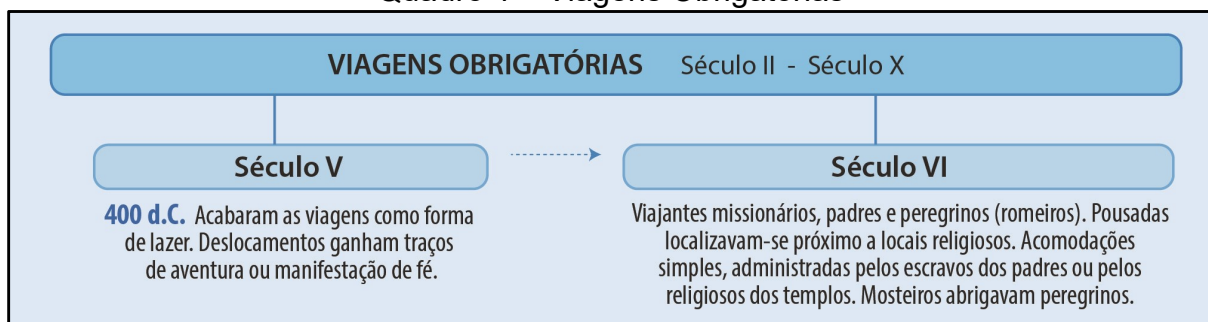 VIAGENS OBRIGATÓRIAS Século II - Século X
Século V
400 d.C. Acabaram as viagens como forma
de lazer. Deslocamentos ganham traços
de aventura ou manifestação de fé.
Século VI
Viajantes missionários, padres e peregrinos (romeiros). Pousadas
localizavam-se próximo a locais religiosos. Acomodações
simples, administradas pelos escravos dos padres ou pelos
religiosos dos templos. Mosteiros abrigavam peregrinos.